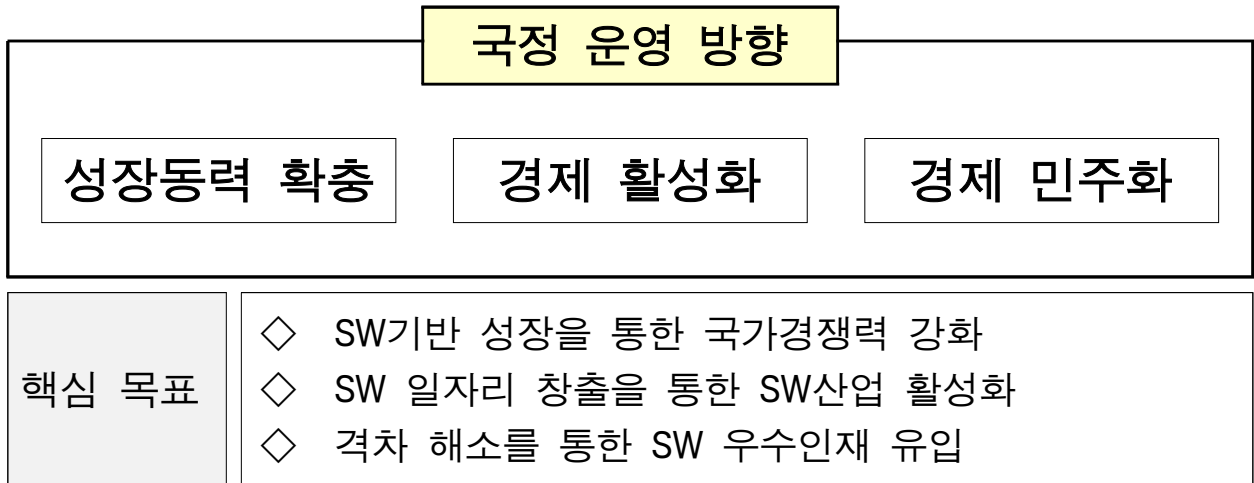 국정 운영 방향
성장동력 확충 경제 활성화 경제 민주화
핵심 목표
◇ SW기반 성장을 통한 국가경쟁력 강화
◇ SW 일자리 창출을 통한 SW산업 활성화
◇ 격차 해소를 통한 SW 우수인재 유입